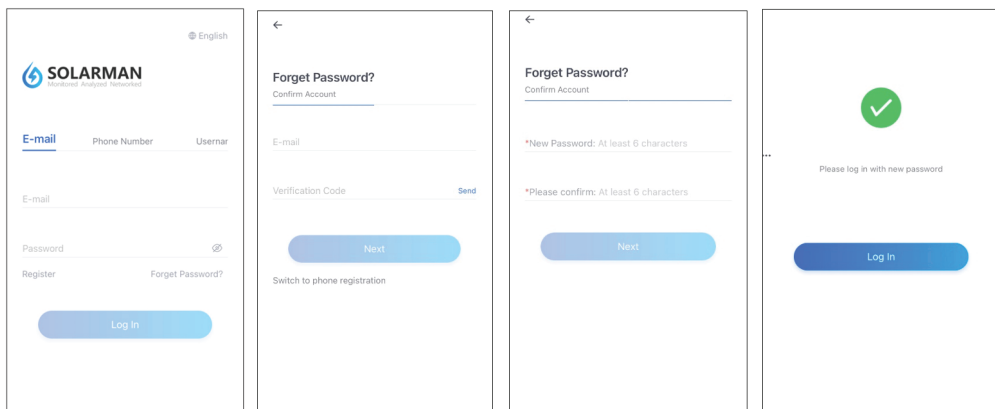 English
SOLARMAN
Monitored Analyzed Networked
E-mail Phone Number Usernar
E-mail
Password
Register Forget Password?
Log In
←
Forget Password?
Confirm Account
E-mail
Verification Code Send
Next
Switch to phone registration
←
Forget Password?
Confirm Account
*New Password: At least 6 characters
*Please confirm: At least 6 characters
Next
...
Please log in with new password
Log In